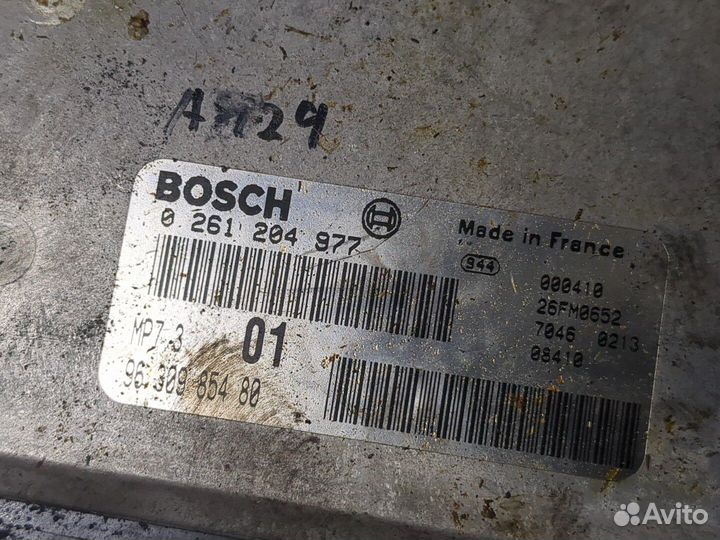 BOSCH
0 261 204 977
Made in France
944
000410
26FM0652
7046 0213
08410
MP7.3
01
96 309 854 80
Avito